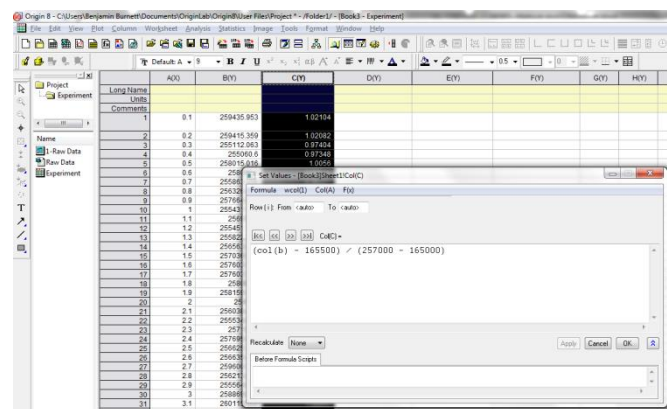 Origin 8 - C:\Users\Benjamin Burnett\Documents\OriginLab\Origin8\User Files\Project * - /Folder1/ - [Book3 - Experiment]
File Edit View Plot Column Worksheet Analysis Statistics Image Tools Format Window Help
Default: A 9 B I U 0.5
Project
Experiment
Name
1-Raw Data
Raw Data
Experiment
A(X) B(Y) C(Y) D(Y) E(Y) F(Y) G(Y) H(Y)
Long Name
Units
Comments
1 0.1 259435.953 1.02104
2 0.2 259415.359 1.02082
3 0.3 255112.063 0.97404
4 0.4 255060.6 0.97348
5 0.5 258015.816 1.0056
6 0.6
7 0.7
8 0.8
9 0.9
10 1
11 1.1
12 1.2
13 1.3
14 1.4
15 1.5
16 1.6
17 1.7
18 1.8
19 1.9
20 2
21 2.1
22 2.2
23 2.3
24 2.4
25 2.5
26 2.6
27 2.7
28 2.8
29 2.9
30 3
31 3.1
Set Values - [Book3]Sheet1!Col(C)
Formula wcol(1) Col(A) F(x)
Row (i): From <auto> To <auto>
<< << >> >> Col(C) =
(col(b) - 165500) / (257000 - 165000)
Recalculate None Apply Cancel OK
Before Formula Scripts